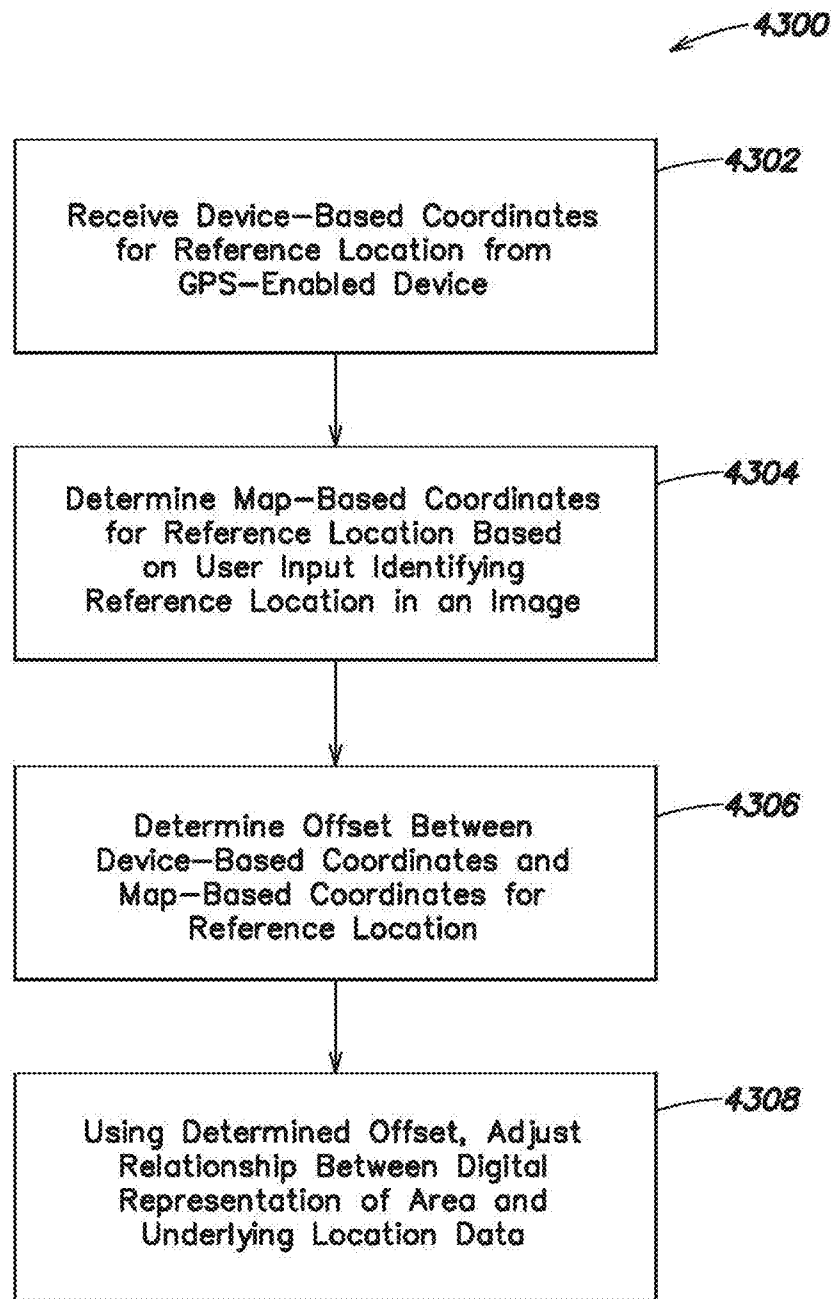 4300
4302
Receive Device-Based Coordinates
for Reference Location from
GPS-Enabled Device
4304
Determine Map-Based Coordinates
for Reference Location Based
on User Input Identifying
Reference Location in an Image
4306
Determine Offset Between
Device-Based Coordinates and
Map-Based Coordinates for
Reference Location
4308
Using Determined Offset, Adjust
Relationship Between Digital
Representation of Area and
Underlying Location Data